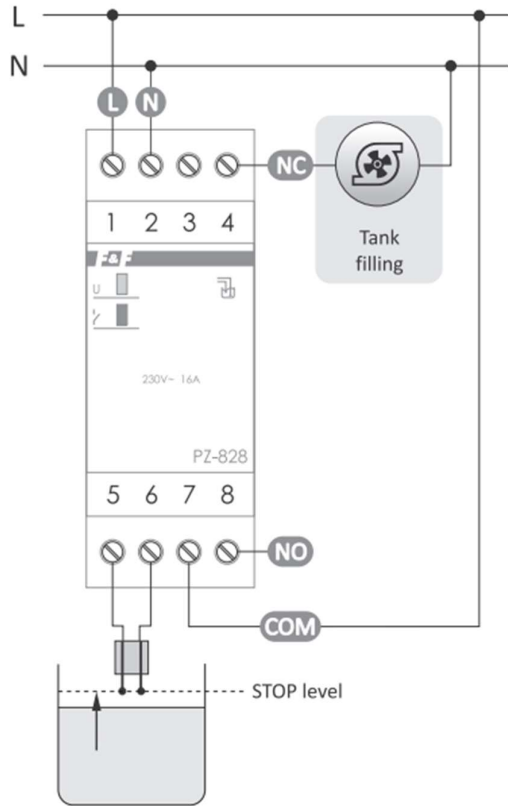 L
N
L N
NC
1 2 3 4
Tank
filling
F&F
U
230V~ 16A
PZ-828
5 6 7 8
NO
COM
STOP level